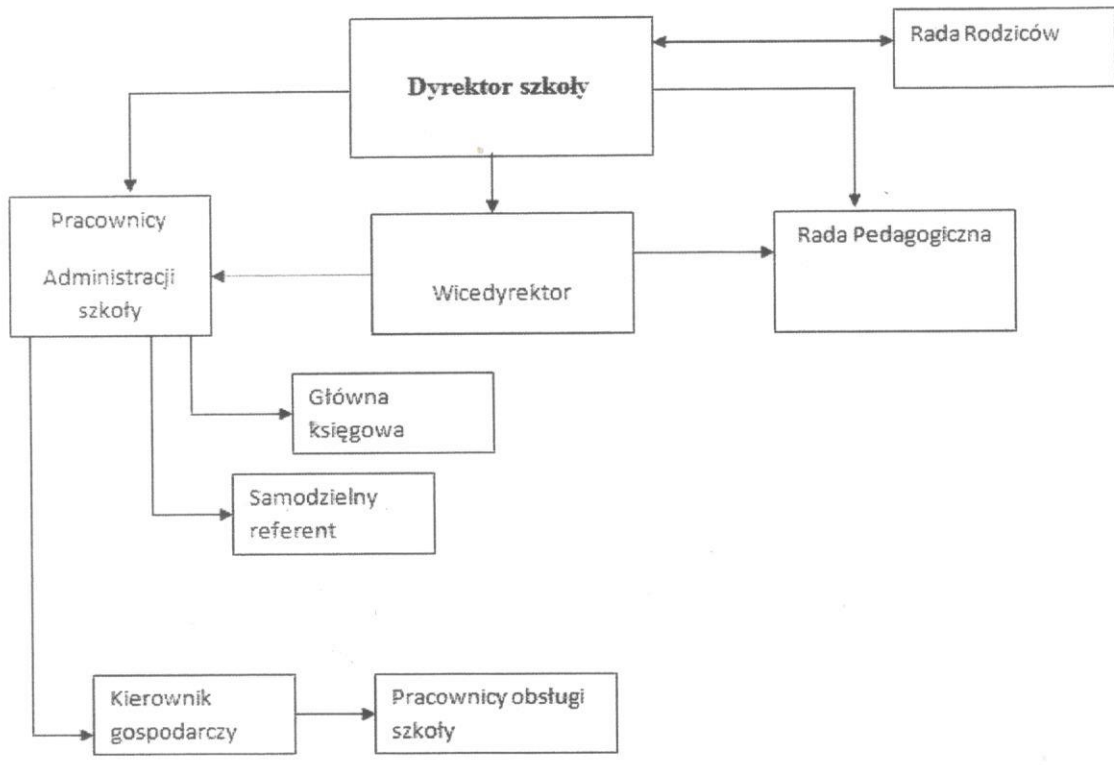 Rada Rodziców
Dyrektor szkoły
Pracownicy
Administracji
szkoły
Wicedyrektor
Rada Pedagogiczna
Główna
księgowa
Samodzielny
referent
Kierownik
gospodarczy
Pracownicy obsługi
szkoły